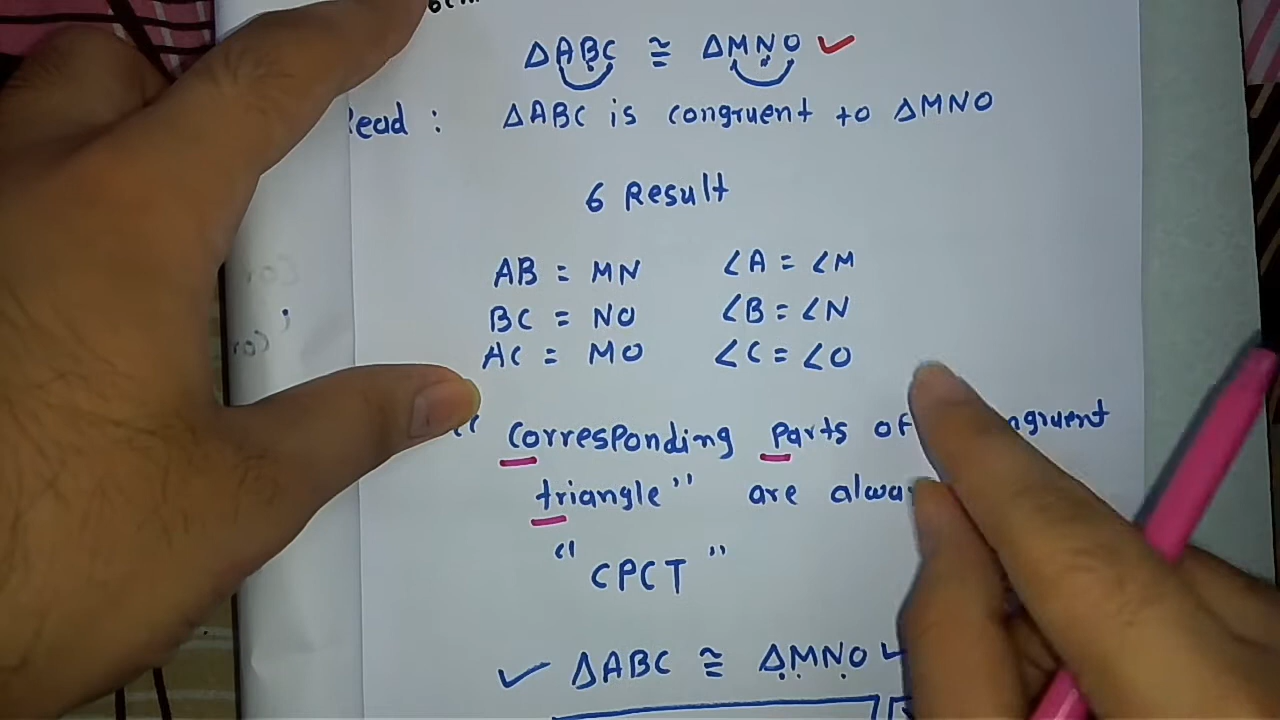 ΔABC ≅ ΔMNO ✓
Read : ΔABC is congruent to ΔMNO
6 Result
AB = MN ∠A = ∠M
BC = NO ∠B = ∠N
AC = MO ∠C = ∠O
"Corresponding Parts of
triangle" are
"CPCT"
✓ ΔABC ≅ ΔMNO ✓